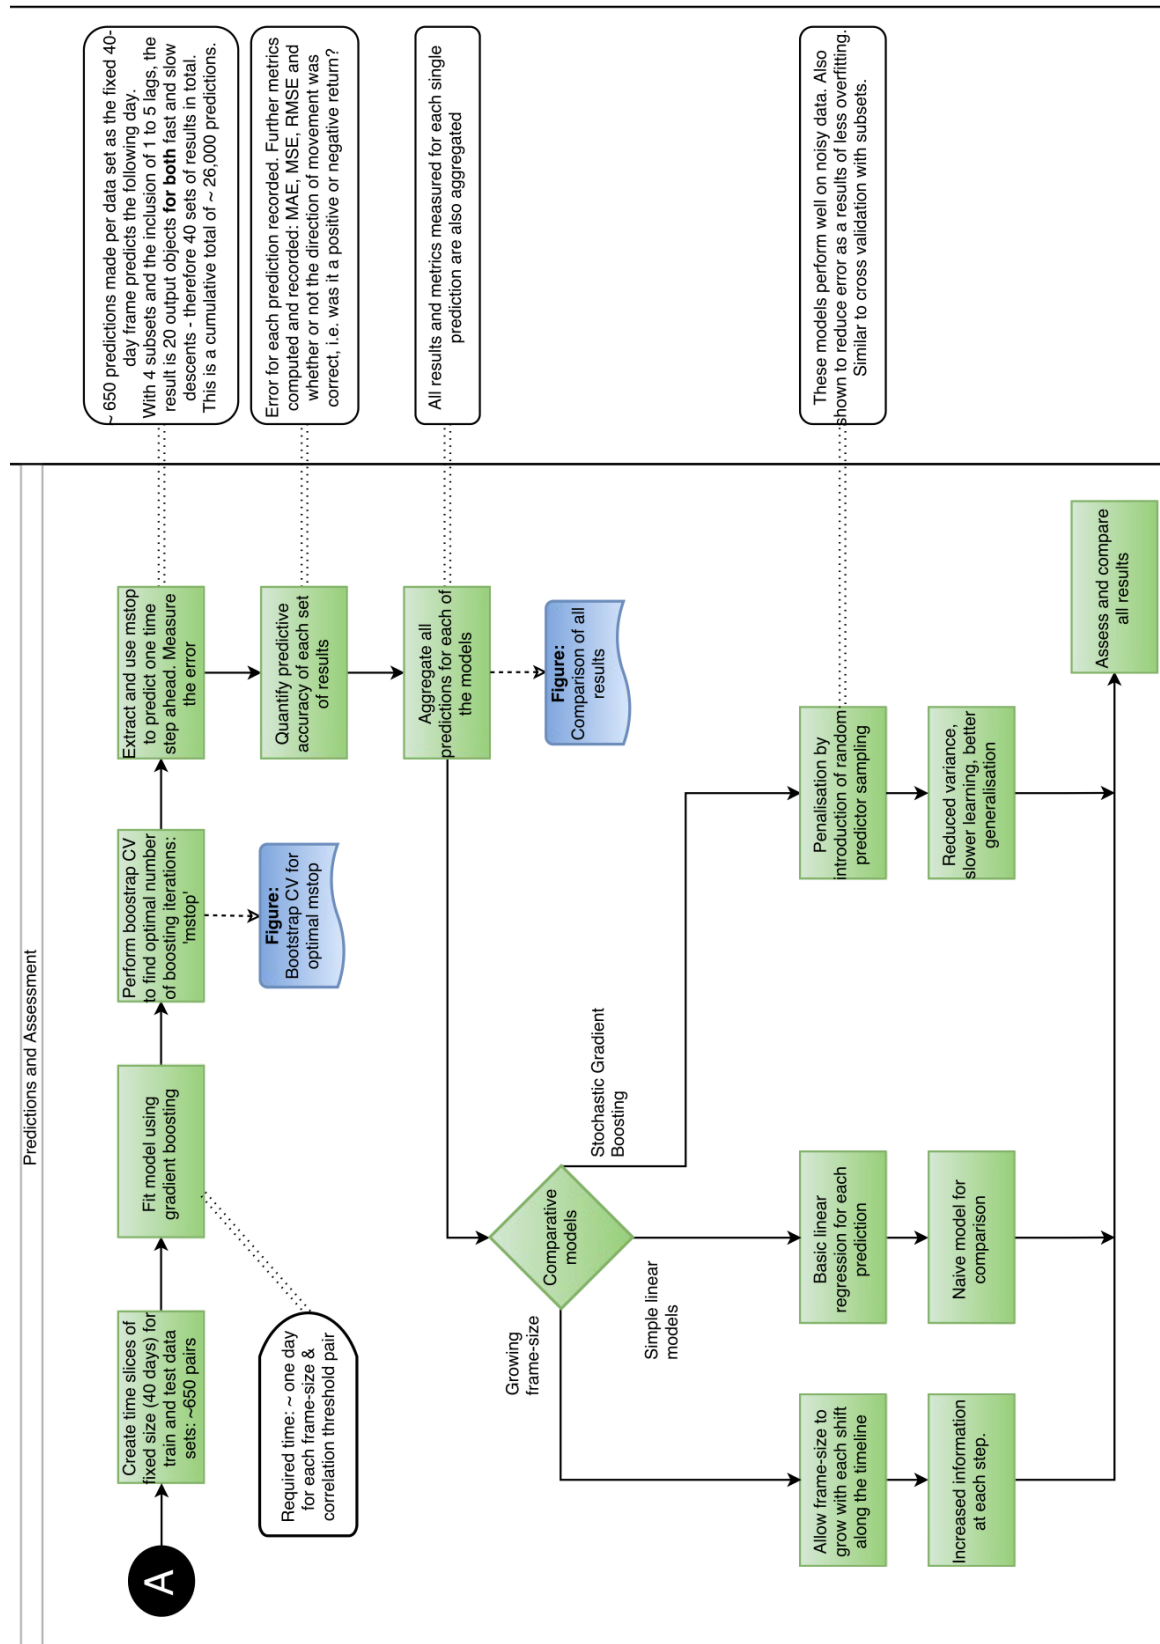 Predictions and Assessment
A
Create time slices of
fixed size (40 days) for
train and test data
sets: ~650 pairs
Fit model using
gradient boosting
Perform boostrap CV
to find optimal number
of boosting iterations:
'mstop'
Extract and use mstop
to predict one time
step ahead. Measure
the error
~ 650 predictions made per data set as the fixed 40-
day frame predicts the following day.
With 4 subsets and the inclusion of 1 to 5 lags, the
result is 20 output objects for both fast and slow
descents - therefore 40 sets of results in total.
This is a cumulative total of ~ 26,000 predictions.
Required time: ~ one day
for each frame-size &
correlation threshold pair
Figure:
Bootstrap CV for
optimal mstop
Quantify predictive
accuracy of each set
of results
Error for each prediction recorded. Further metrics
computed and recorded: MAE, MSE, RMSE and
whether or not the direction of movement was
correct, i.e. was it a positive or negative return?
Aggregate all
predictions for each of
the models
All results and metrics measured for each single
prediction are also aggregated
Figure:
Comparison of all
results
Comparative
models
Growing
frame-size
Simple linear
models
Stochastic Gradient
Boosting
Allow frame-size to
grow with each shift
along the timeline
Basic linear
regression for each
prediction
Penalisation by
introduction of random
predictor sampling
These models perform well on noisy data. Also
shown to reduce error as a results of less overfitting.
Similar to cross validation with subsets.
Increased information
at each step.
Naive model for
comparison
Reduced variance,
slower learning, better
generalisation
Assess and compare
all results